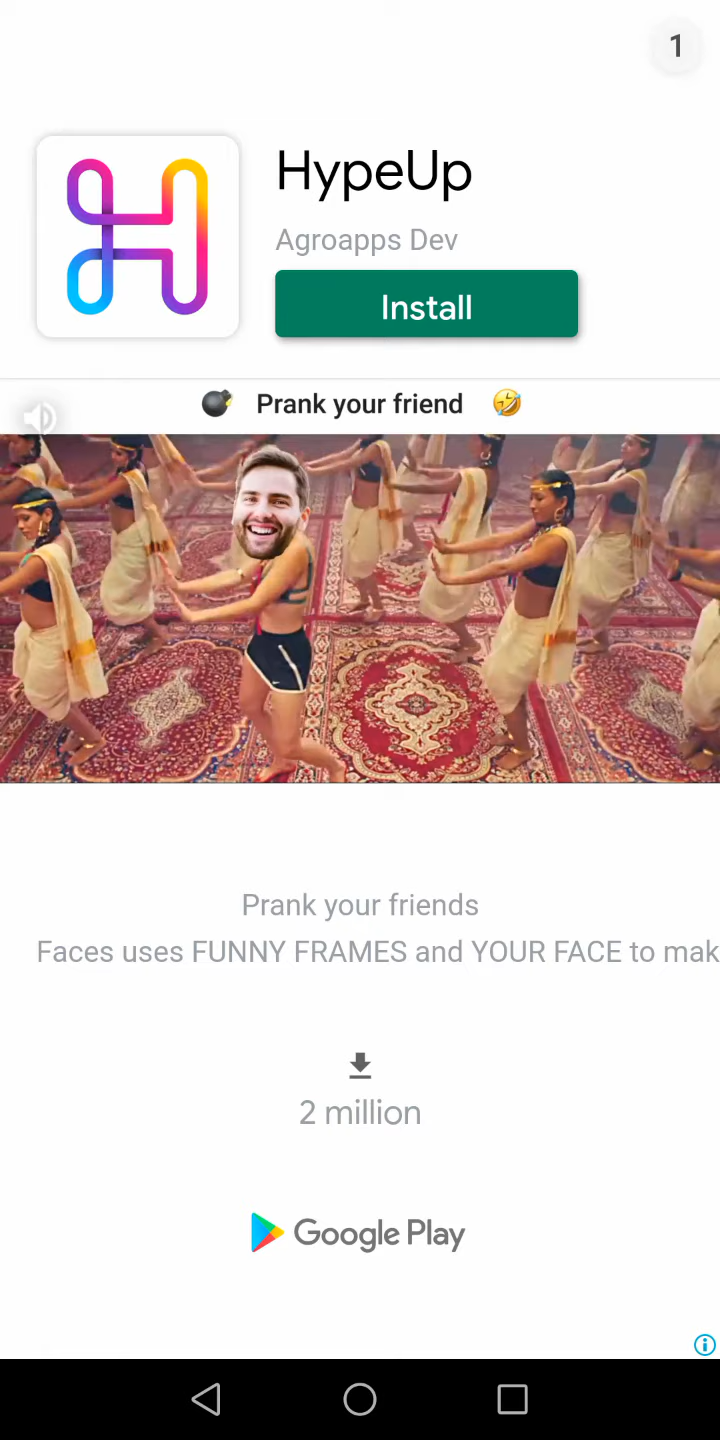 1
HypeUp
Agroapps Dev
Install
💣 Prank your friend 🤣
Prank your friends
Faces uses FUNNY FRAMES and YOUR FACE to mak
2 million
Google Play